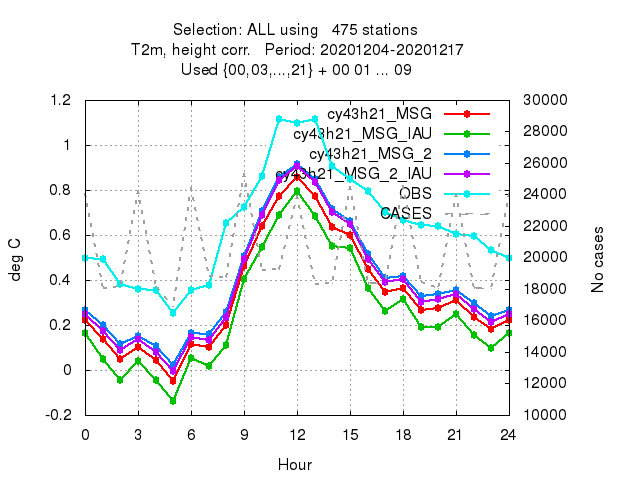 Selection: ALL using   475 stations
T2m, height corr.   Period: 20201204-20201217
Used {00,03,...,21} + 00 01 ... 09
1.2
1
0.8
0.6
0.4
0.2
0
-0.2
deg C
cy43h21_MSG
cy43h21_MSG_IAU
cy43h21_MSG_2
cy43h21_MSG_2_IAU
OBS
CASES
30000
28000
26000
24000
22000
20000
18000
16000
14000
12000
10000
No cases
0 3 6 9 12 15 18 21 24
Hour